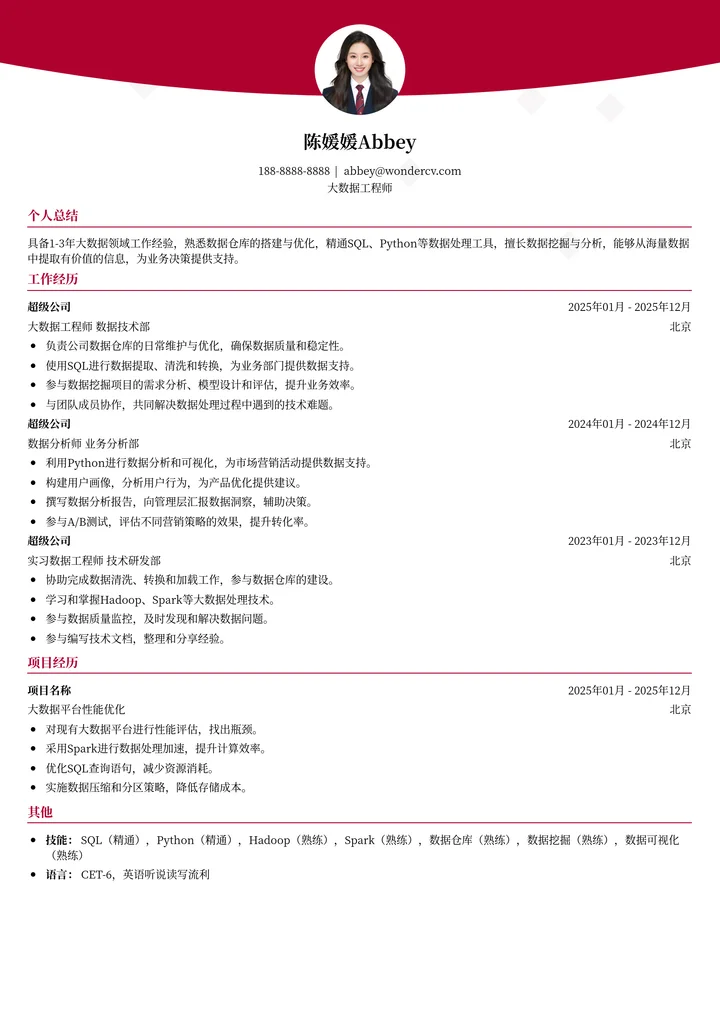 陈媛媛Abbey
188-8888-8888 | abbey@wondercv.com
大数据工程师
个人总结
具备1-3年大数据领域工作经验，熟悉数据仓库的搭建与优化，精通SQL、Python等数据处理工具，擅长数据挖掘与分析，能够从海量数据
中提取有价值的信息，为业务决策提供支持。
工作经历
超级公司 2025年01月 - 2025年12月
大数据工程师 数据技术部 北京
• 负责公司数据仓库的日常维护与优化，确保数据质量和稳定性。
• 使用SQL进行数据提取、清洗和转换，为业务部门提供数据支持。
• 参与数据挖掘项目的需求分析、模型设计和评估，提升业务效率。
• 与团队成员协作，共同解决数据处理过程中遇到的技术难题。
超级公司 2024年01月 - 2024年12月
数据分析师 业务分析部 北京
• 利用Python进行数据分析和可视化，为市场营销活动提供数据支持。
• 构建用户画像，分析用户行为，为产品优化提供建议。
• 撰写数据分析报告，向管理层汇报数据洞察，辅助决策。
• 参与A/B测试，评估不同营销策略的效果，提升转化率。
超级公司 2023年01月 - 2023年12月
实习数据工程师 技术研发部 北京
• 协助完成数据清洗、转换和加载工作，参与数据仓库的建设。
• 学习和掌握Hadoop、Spark等大数据处理技术。
• 参与数据质量监控，及时发现和解决数据问题。
• 参与编写技术文档，整理和分享经验。
项目经历
项目名称 2025年01月 - 2025年12月
大数据平台性能优化 北京
• 对现有大数据平台进行性能评估，找出瓶颈。
• 采用Spark进行数据处理加速，提升计算效率。
• 优化SQL查询语句，减少资源消耗。
• 实施数据压缩和分区策略，降低存储成本。
其他
• 技能： SQL（精通）, Python（精通）, Hadoop（熟练）, Spark（熟练）, 数据仓库（熟练）, 数据挖掘（熟练）, 数据可视化
（熟练）
• 语言： CET-6，英语听说读写流利